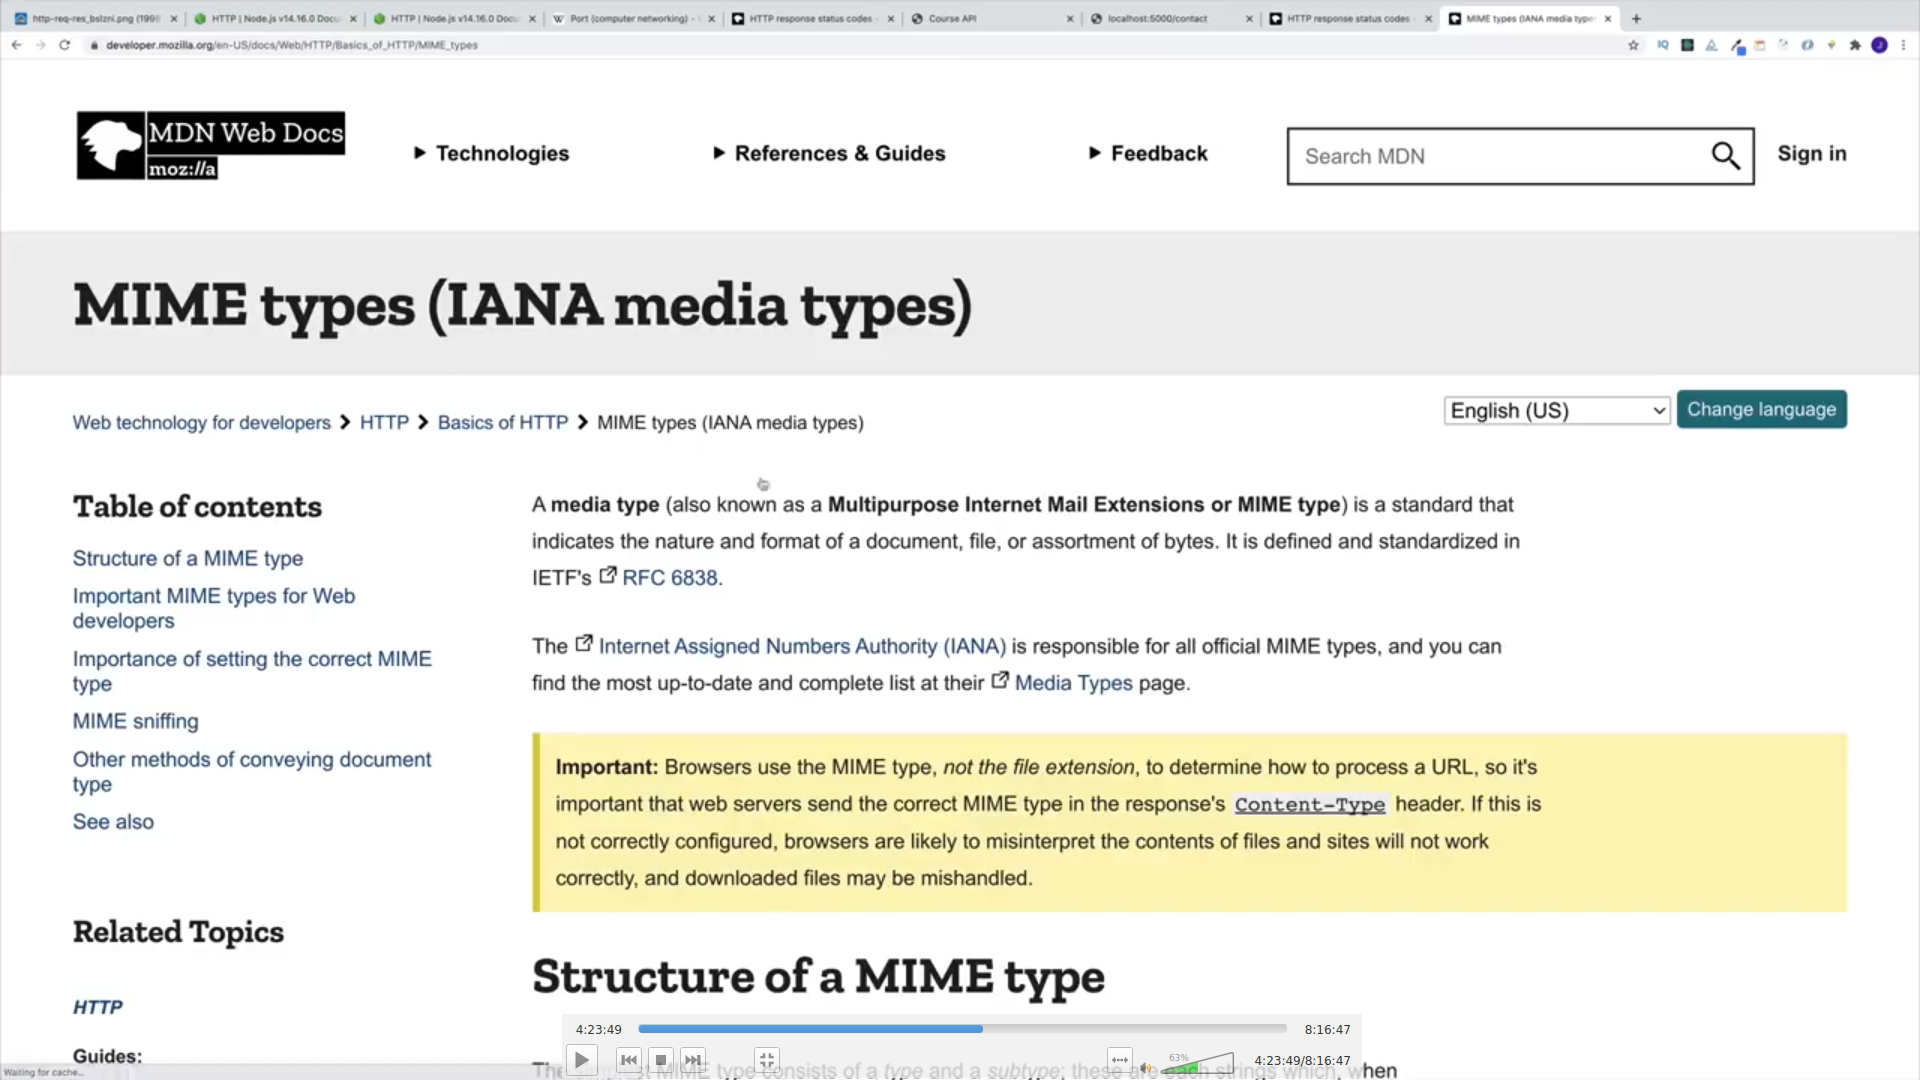 http-req-res_bslzni.png (1998
HTTP | Node.js v14.16.0 Docu
HTTP | Node.js v14.16.0 Docu
Port (computer networking) -
HTTP response status codes -
Course API
localhost:5000/contact
HTTP response status codes -
MIME types (IANA media type
developer.mozilla.org/en-US/docs/Web/HTTP/Basics_of_HTTP/MIME_types
MDN Web Docs
moz://a
Technologies
References & Guides
Feedback
Search MDN
Sign in
MIME types (IANA media types)
Web technology for developers > HTTP > Basics of HTTP > MIME types (IANA media types)
English (US)
Change language
Table of contents
Structure of a MIME type
Important MIME types for Web
developers
Importance of setting the correct MIME
type
MIME sniffing
Other methods of conveying document
type
See also
Related Topics
HTTP
Guides:
A media type (also known as a Multipurpose Internet Mail Extensions or MIME type) is a standard that
indicates the nature and format of a document, file, or assortment of bytes. It is defined and standardized in
IETF's RFC 6838.
The Internet Assigned Numbers Authority (IANA) is responsible for all official MIME types, and you can
find the most up-to-date and complete list at their Media Types page.
Important: Browsers use the MIME type, not the file extension, to determine how to process a URL, so it's
important that web servers send the correct MIME type in the response's Content-Type header. If this is
not correctly configured, browsers are likely to misinterpret the contents of files and sites will not work
correctly, and downloaded files may be mishandled.
Structure of a MIME type
The simplest MIME type consists of a type and a subtype; these are each strings which, when
4:23:49
8:16:47
63%
4:23:49/8:16:47
Waiting for cache...